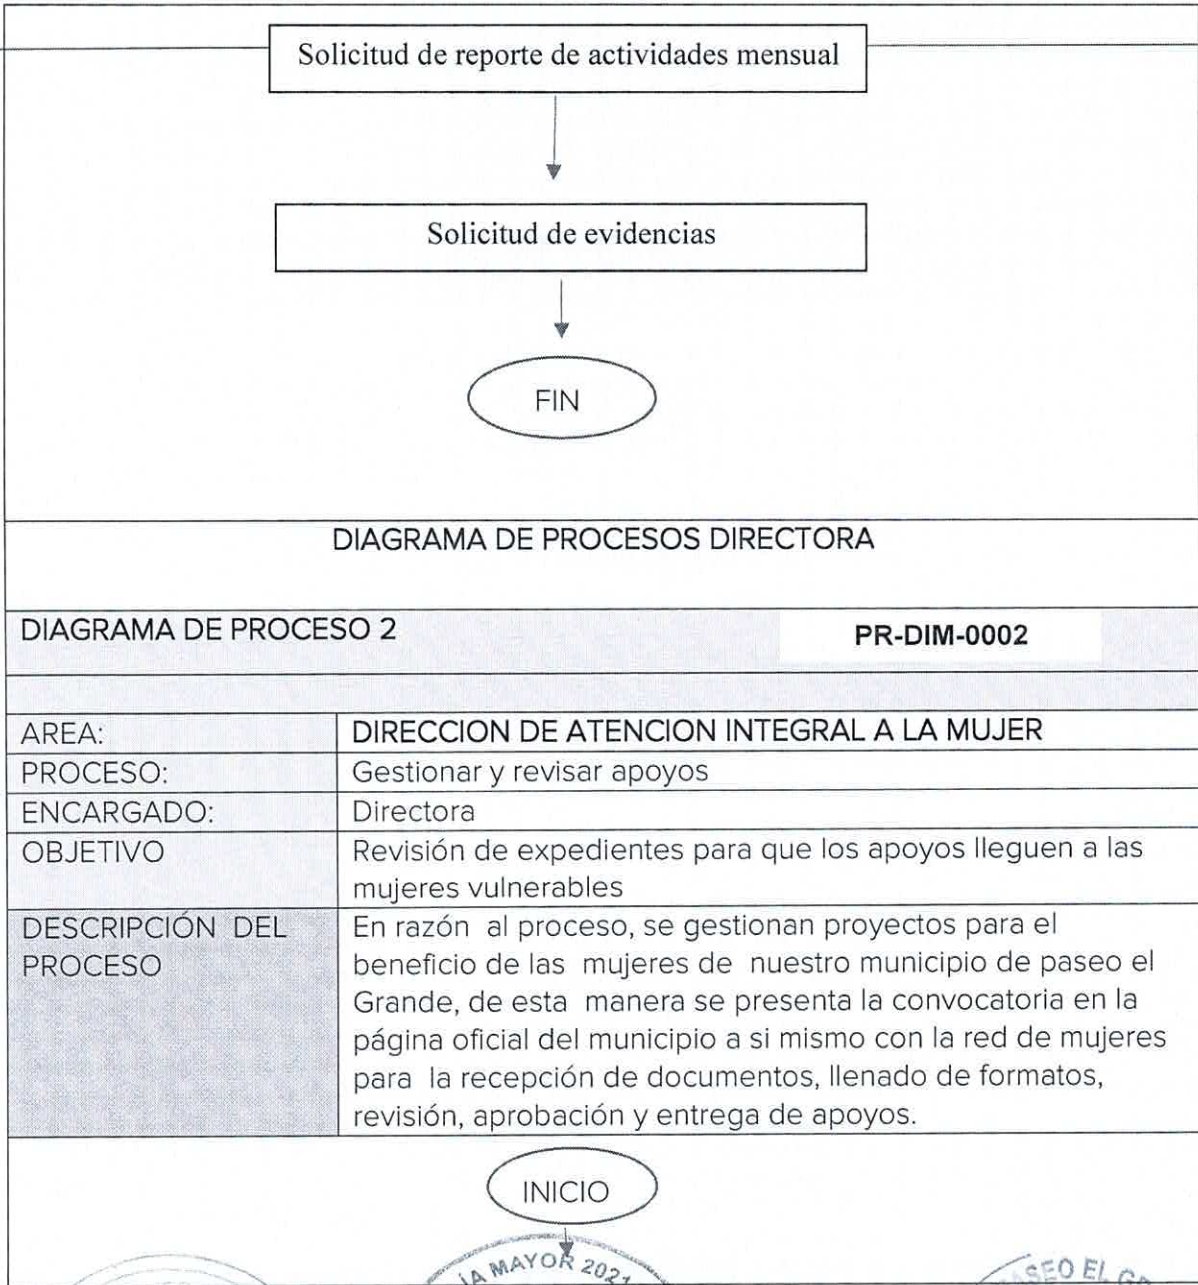 Solicitud de reporte de actividades mensual
Solicitud de evidencias
FIN
DIAGRAMA DE PROCESOS DIRECTORA
DIAGRAMA DE PROCESO 2 PR-DIM-0002
AREA: DIRECCION DE ATENCION INTEGRAL A LA MUJER
PROCESO: Gestionar y revisar apoyos
ENCARGADO: Directora
OBJETIVO Revisión de expedientes para que los apoyos lleguen a las
mujeres vulnerables
DESCRIPCIÓN DEL En razón al proceso, se gestionan proyectos para el
PROCESO beneficio de las mujeres de nuestro municipio de paseo el
Grande, de esta manera se presenta la convocatoria en la
página oficial del municipio a si mismo con la red de mujeres
para la recepción de documentos, llenado de formatos,
revisión, aprobación y entrega de apoyos.
INICIO
MAYOR 2021
EL